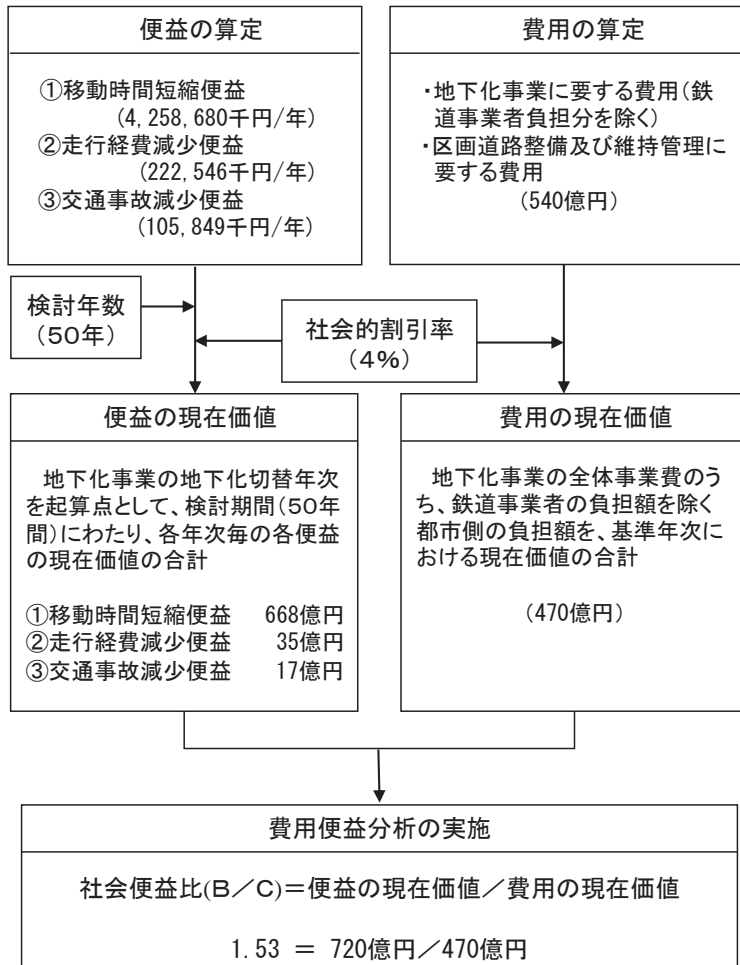 便益の算定
①移動時間短縮便益
(4,258,680千円/年)
②走行経費減少便益
(222,546千円/年)
③交通事故減少便益
(105,849千円/年)
費用の算定
・地下化事業に要する費用(鉄
道事業者負担分を除く)
・区画道路整備及び維持管理に
要する費用
(540億円)
検討年数
(50年)
社会的割引率
(4%)
便益の現在価値
地下化事業の地下化切替年次
を起算点として、検討期間(50年
間)にわたり、各年次毎の各便益
の現在価値の合計
①移動時間短縮便益 668億円
②走行経費減少便益 35億円
③交通事故減少便益 17億円
費用の現在価値
地下化事業の全体事業費のう
ち、鉄道事業者の負担額を除く
都市側の負担額を、基準年次に
おける現在価値の合計
(470億円)
費用便益分析の実施
社会便益比(B/C)=便益の現在価値/費用の現在価値
1.53 = 720億円/470億円